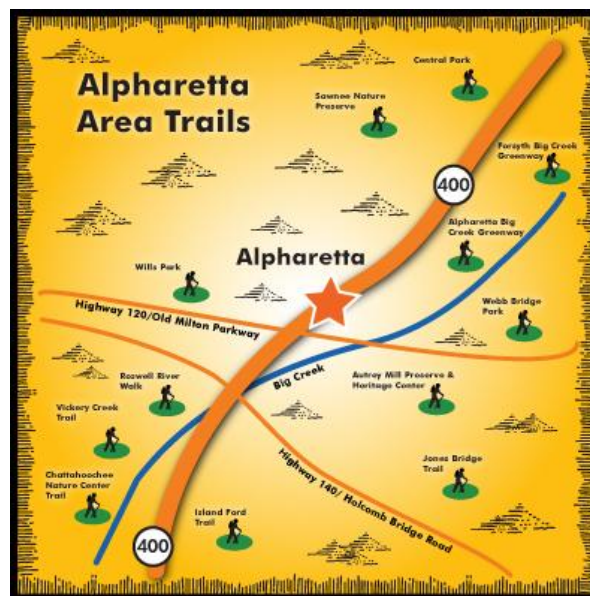 Alpharetta
Area Trails
Central Park
Sawnee Nature
Preserve
Forsyth Big Creek
Greenway
400
Alpharetta Big
Creek Greenway
Alpharetta
Wills Park
Webb Bridge
Park
Highway 120/Old Milton Parkway
Big Creek
Autrey Mill Preserve &
Heritage Center
Roswell River
Walk
Vickery Creek
Trail
Highway 140/ Holcomb Bridge Road
Jones Bridge
Trail
Chattahoochee
Nature Center
Trail
Island Ford
Trail
400